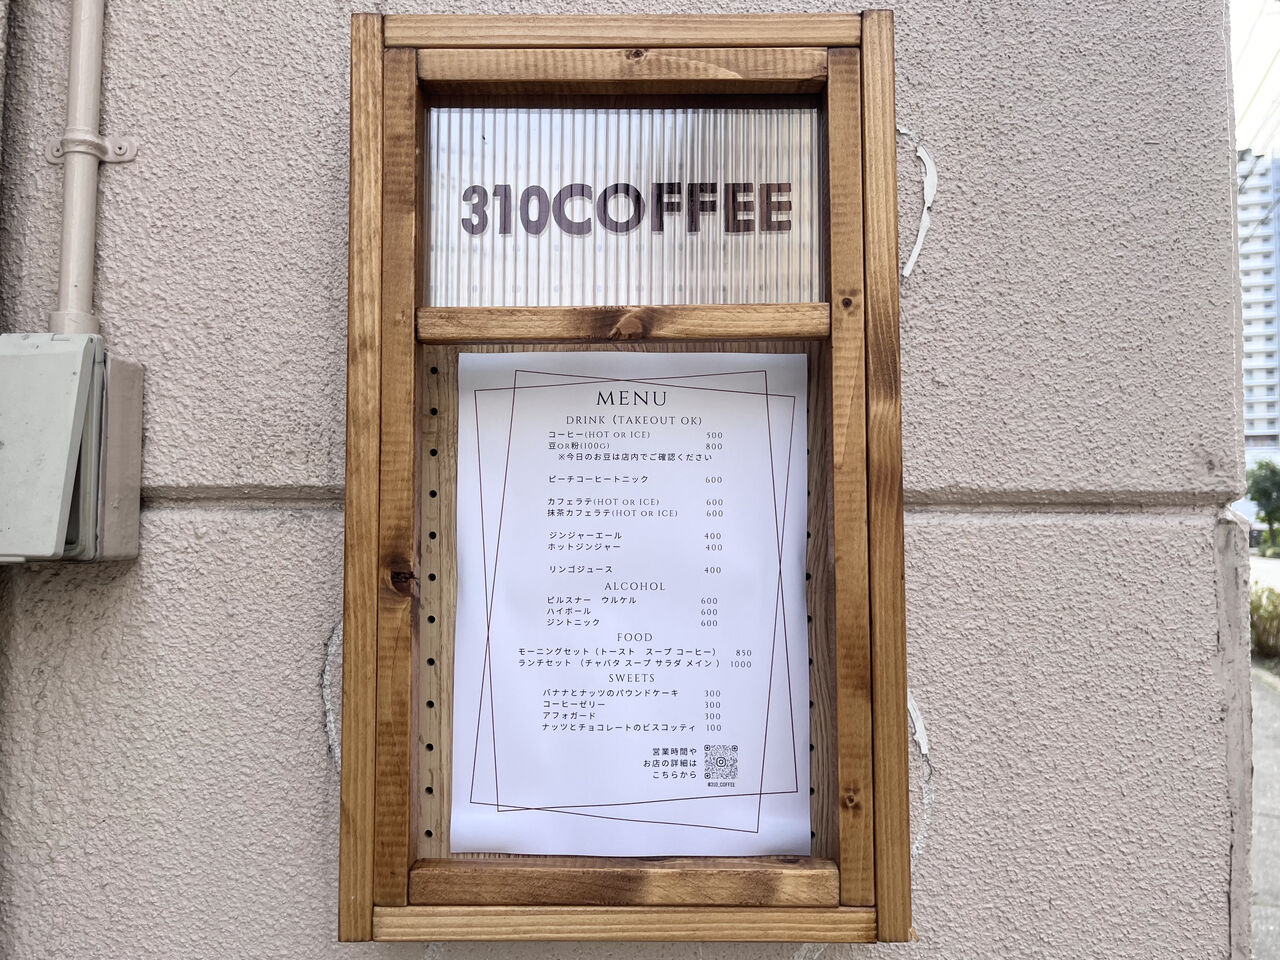 310COFFEE
MENU
DRINK (TAKEOUT OK)
コーヒー(HOT OR ICE) 500
豆OR粉(100G) 800
※今日のお豆は店内でご確認ください
ピーチコーヒートニック 600
カフェラテ(HOT OR ICE) 600
抹茶カフェラテ(HOT OR ICE) 600
ジンジャーエール 400
ホットジンジャー 400
リンゴジュース 400
ALCOHOL
ピルスナー ウルケル 600
ハイボール 600
ジントニック 600
FOOD
モーニングセット（トースト スープ コーヒー） 850
ランチセット （チャバタ スープ サラダ メイン ） 1000
SWEETS
バナナとナッツのパウンドケーキ 300
コーヒーゼリー 300
アフォガード 300
ナッツとチョコレートのビスコッティ 100
営業時間や
お店の詳細は
こちらから
@310_COFFEE